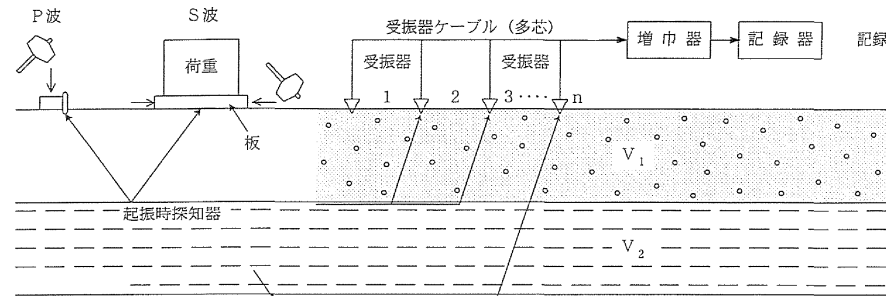 P波
S波
受振器ケーブル（多芯）
増巾器
記録器
記録
荷重
受振器
受振器
1
2
3‥‥
n
板
V₁
起振時探知器
V₂